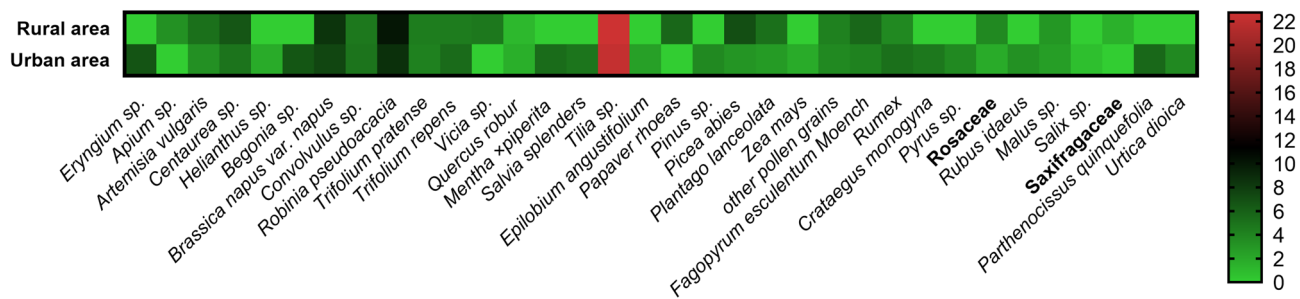 Rural area
Urban area
Eryngium sp.
Apium sp.
Artemisia vulgaris
Centaurea sp.
Helianthus sp.
Begonia sp.
Brassica napus var. napus
Convolvulus sp.
Robinia pseudoacacia
Trifolium pratense
Trifolium repens
Vicia sp.
Quercus robur
Mentha ×piperita
Salvia splenders
Tilia sp.
Epilobium angustifolium
Papaver rhoeas
Pinus sp.
Picea abies
Plantago lanceolata
Zea mays
other pollen grains
Fagopyrum esculentum Moench
Rumex
Crataegus monogyna
Pyrus sp.
Rosaceae
Rubus idaeus
Malus sp.
Salix sp.
Saxifragaceae
Parthenocissus quinquefolia
Urtica dioica
22
20
18
16
14
12
10
8
6
4
2
0